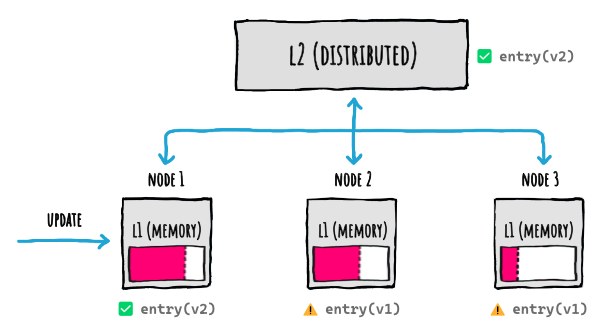 L2 (DISTRIBUTED)
✅ entry(v2)
NODE 1
NODE 2
NODE 3
UPDATE
L1 (MEMORY)
L1 (MEMORY)
L1 (MEMORY)
✅ entry(v2)
⚠️ entry(v1)
⚠️ entry(v1)